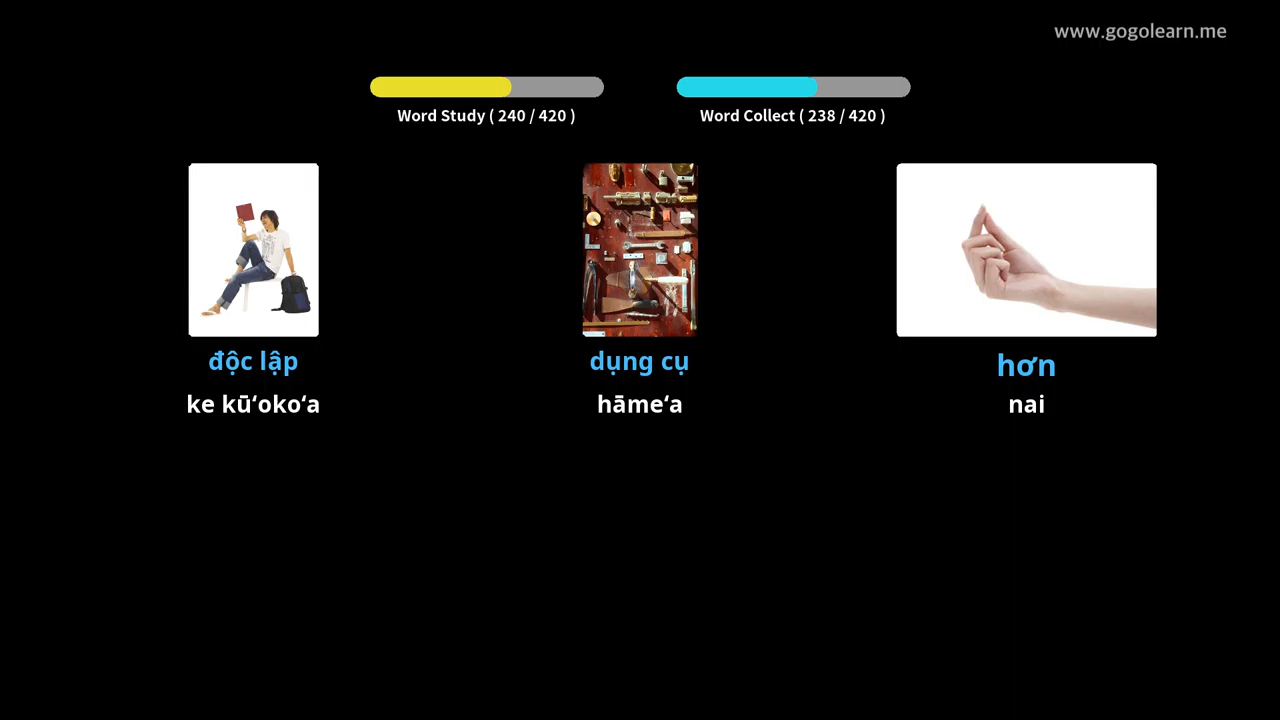 www.gogolearn.me
Word Study ( 240 / 420 )
Word Collect ( 238 / 420 )
độc lập
dụng cụ
hơn
ke kūʻokoʻa
hāmeʻa
nai